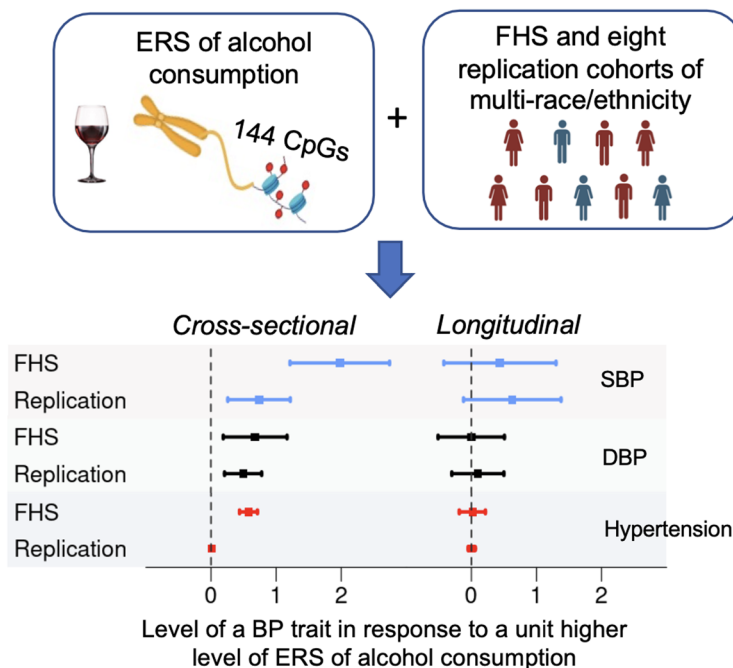 ERS of alcohol
consumption
144 CpGs
+
FHS and eight
replication cohorts of
multi-race/ethnicity
Cross-sectional
Longitudinal
FHS
Replication
SBP
FHS
Replication
DBP
FHS
Replication
Hypertension
0 1 2 0 1 2
Level of a BP trait in response to a unit higher
level of ERS of alcohol consumption